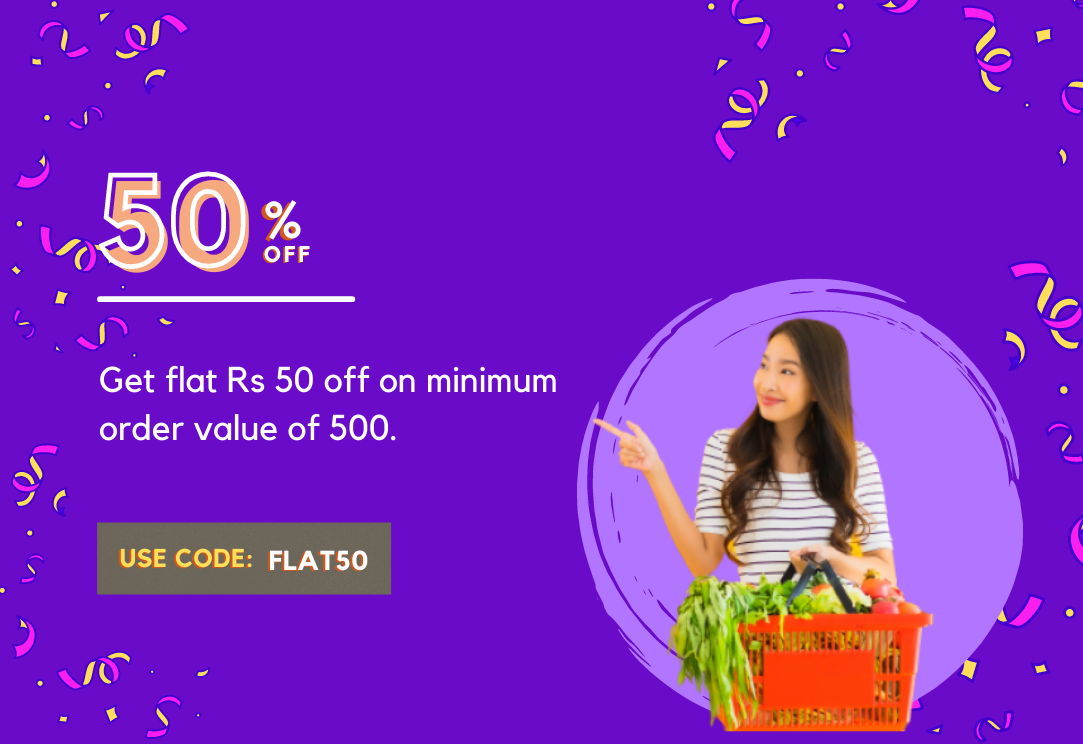 50%
OFF
Get flat Rs 50 off on minimum
order value of 500.
USE CODE: FLAT50